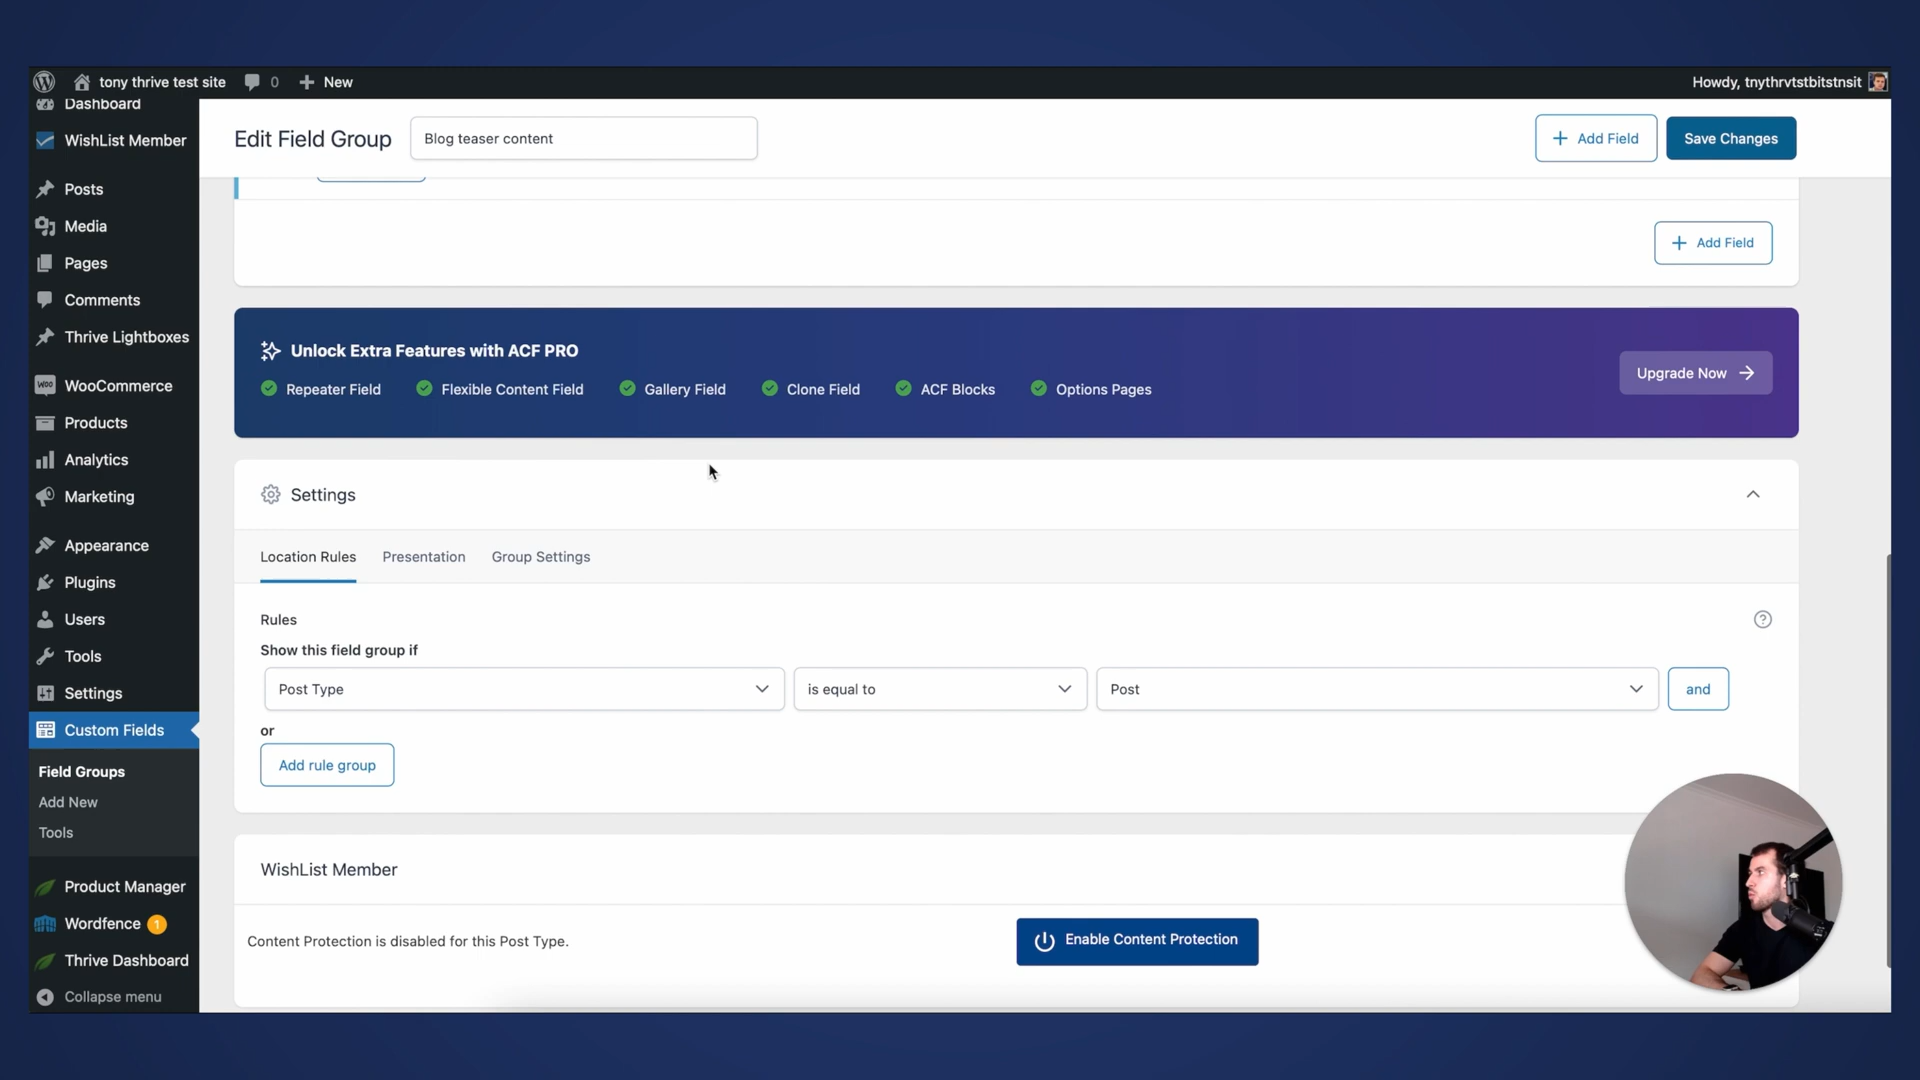 tony thrive test site
0
New
Howdy, tnythrvtstbitstnsit
Dashboard
WishList Member
Posts
Media
Pages
Comments
Thrive Lightboxes
WooCommerce
Products
Analytics
Marketing
Appearance
Plugins
Users
Tools
Settings
Custom Fields
Field Groups
Add New
Tools
Product Manager
Wordfence 1
Thrive Dashboard
Collapse menu
Edit Field Group
Blog teaser content
Add Field
Save Changes
Add Field
Unlock Extra Features with ACF PRO
Repeater Field Flexible Content Field Gallery Field Clone Field ACF Blocks Options Pages
Upgrade Now
Settings
Location Rules Presentation Group Settings
Rules
Show this field group if
Post Type is equal to Post and
or
Add rule group
WishList Member
Content Protection is disabled for this Post Type.
Enable Content Protection